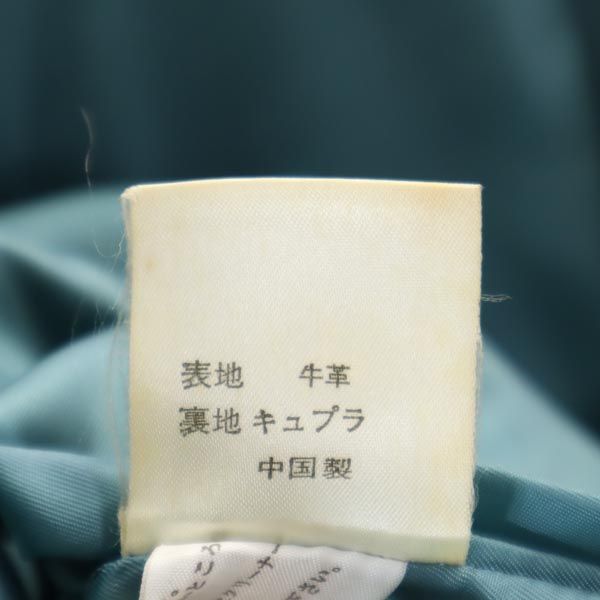 表地 牛革
裏地 キュプラ
中国製